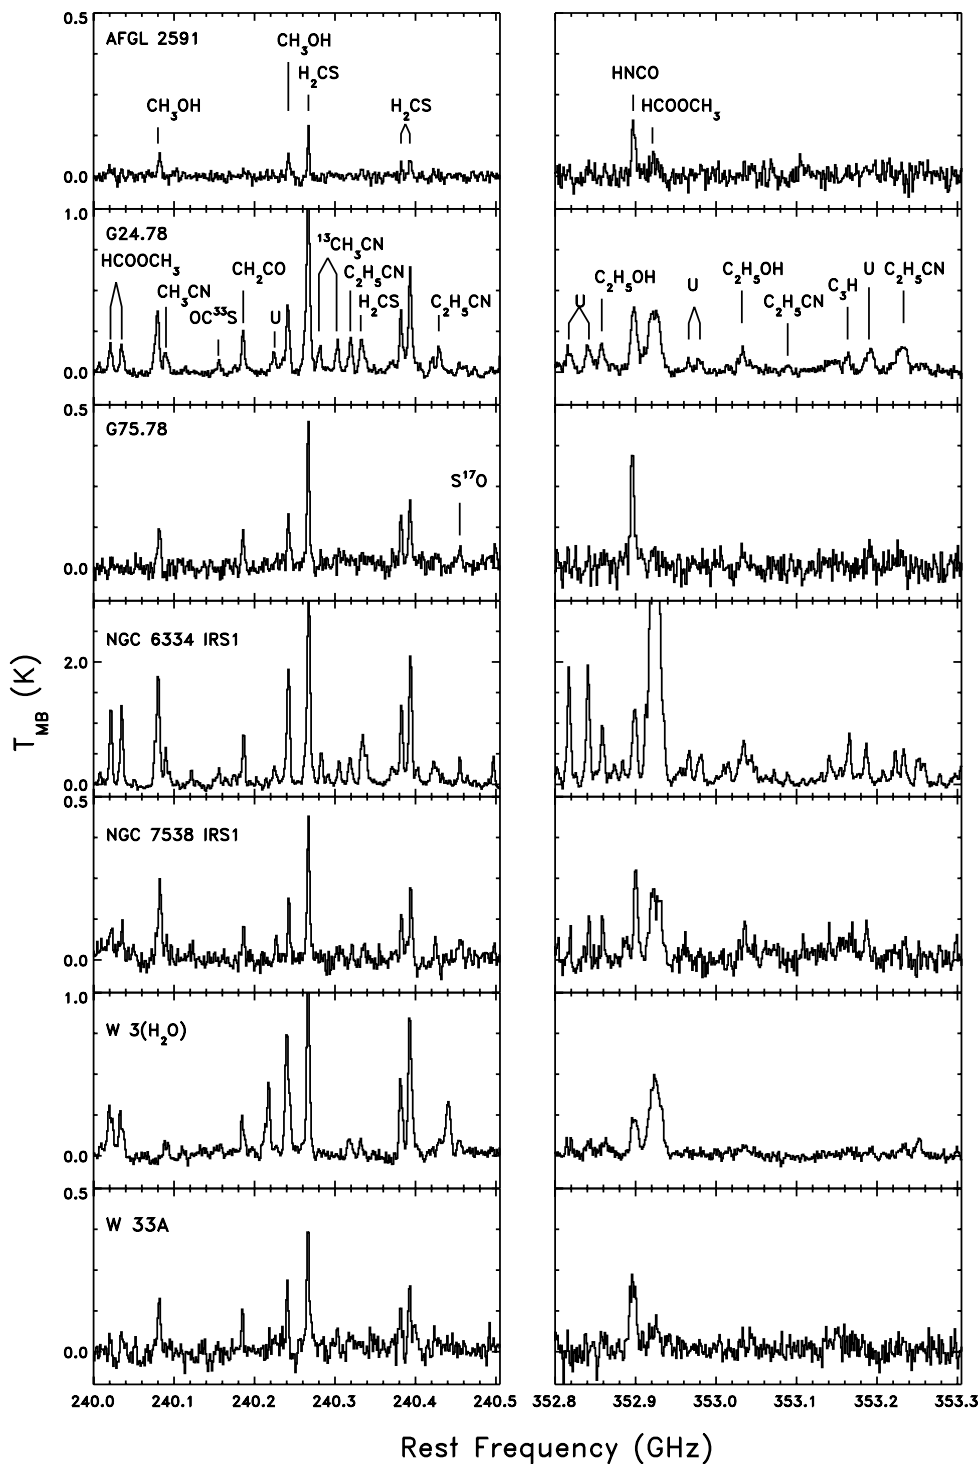 0.5
AFGL 2591
CH₃OH
H₂CS
CH₃OH
H₂CS
HNCO
HCOOCH₃
0.0
1.0
G24.78
HCOOCH₃
CH₃CN
OC³³S
CH₂CO
U
¹³CH₃CN
C₂H₅CN
H₂CS
C₂H₅CN
U
C₂H₅OH
U
C₂H₅OH
C₂H₅CN
C₃H
U
C₂H₅CN
0.0
0.5
G75.78
S¹⁷O
0.0
NGC 6334 IRS1
2.0
T_MB (K)
0.0
0.5
NGC 7538 IRS1
0.0
1.0
W 3(H₂O)
0.0
0.5
W 33A
0.0
240.0 240.1 240.2 240.3 240.4 240.5 352.8 352.9 353.0 353.1 353.2 353.3
Rest Frequency (GHz)